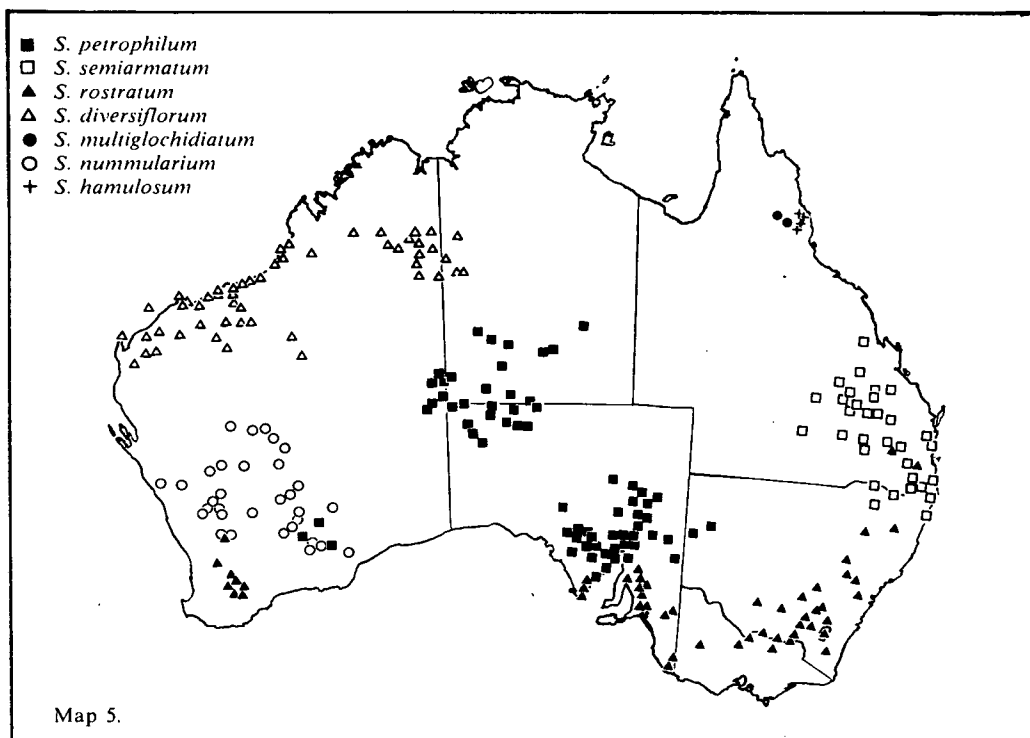 S. petrophilum
S. semiarmatum
S. rostratum
S. diversiflorum
S. multiglochidiatum
S. nummularium
S. hamulosum
Map 5.